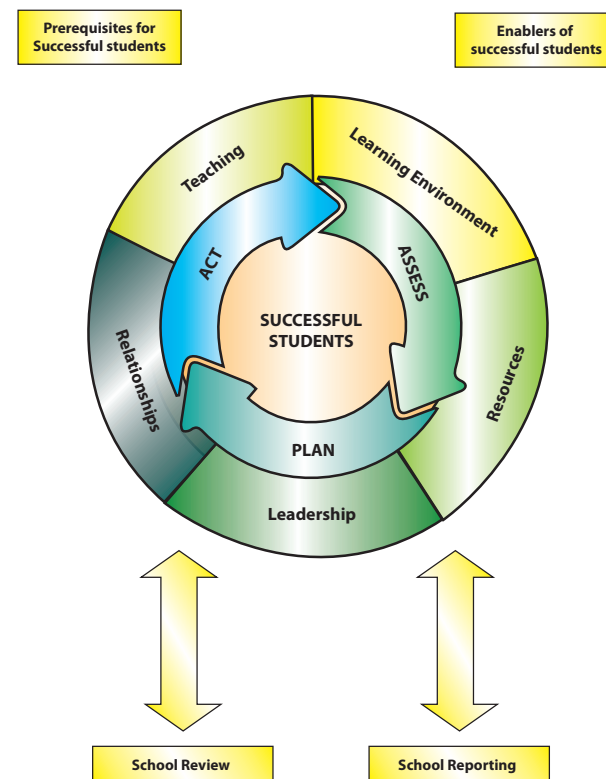 Prerequisites for
Successful students
Enablers of
successful students
Teaching
Learning Environment
ACT
ASSESS
SUCCESSFUL
STUDENTS
Relationships
Resources
PLAN
Leadership
School Review
School Reporting